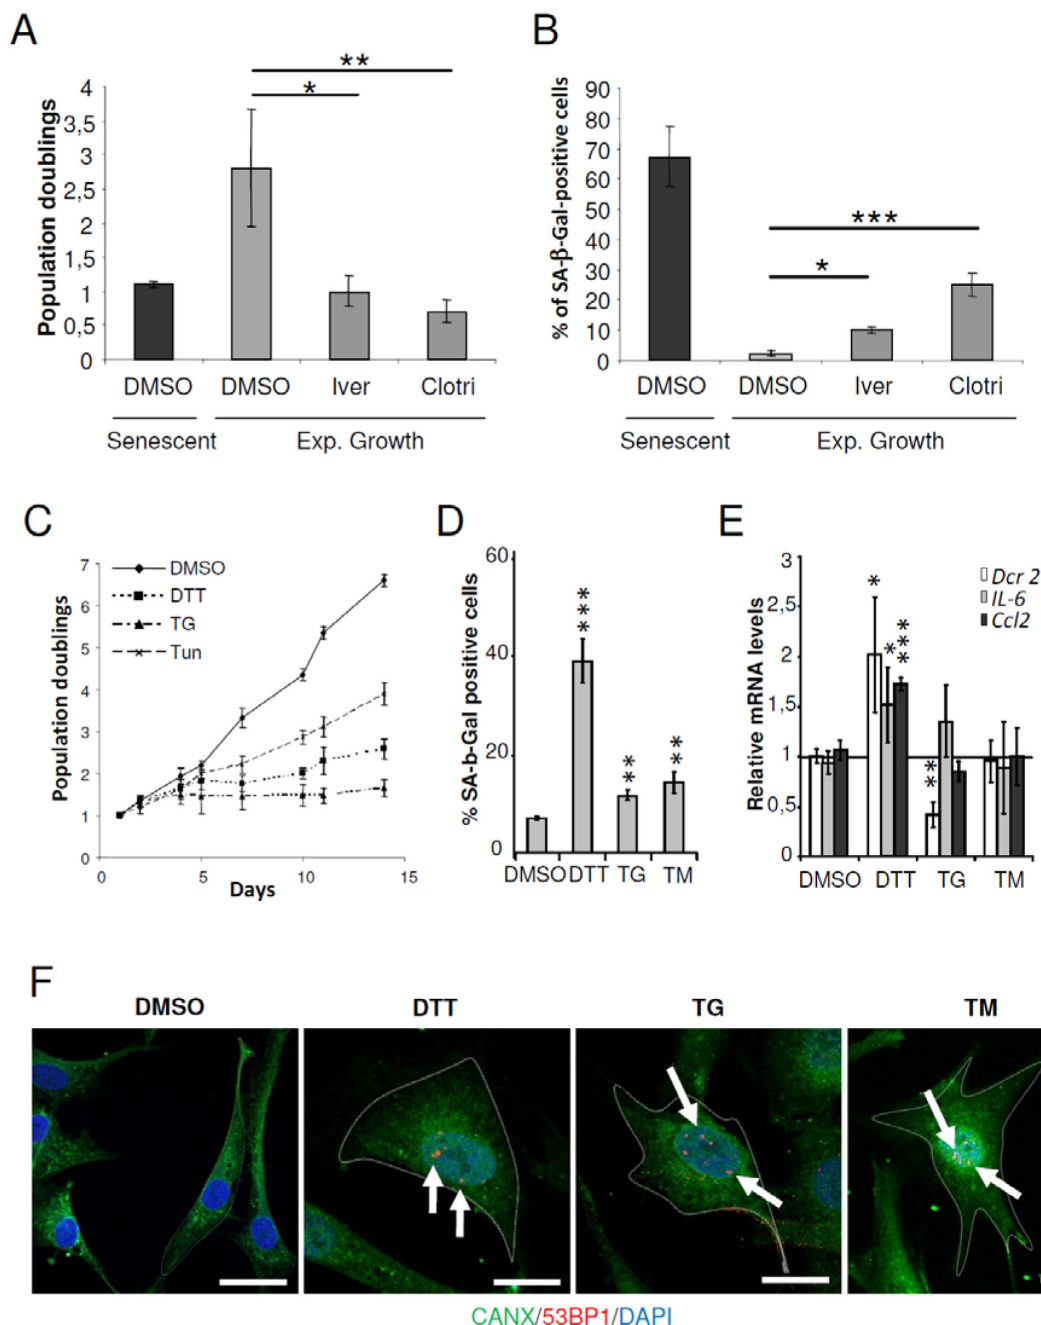 A
Population doublings
4
3,5
3
2,5
2
1,5
1
0,5
0
**
*
DMSO DMSO Iver Clotri
Senescent Exp. Growth
B
% of SA-β-Gal-positive cells
90
80
70
60
50
40
30
20
10
0
***
*
DMSO DMSO Iver Clotri
Senescent Exp. Growth
C
Population doublings
7
6
5
4
3
2
1
0
DMSO
DTT
TG
Tun
0 5 10 15
Days
D
% SA-b-Gal positive cells
60
40
20
0
***
**
**
DMSO DTT TG TM
E
Relative mRNA levels
3
2,5
2
1,5
1
0,5
0
Dcr 2
IL-6
Ccl2
*
*
***
**
DMSO DTT TG TM
F
DMSO DTT TG TM
CANX/53BP1/DAPI